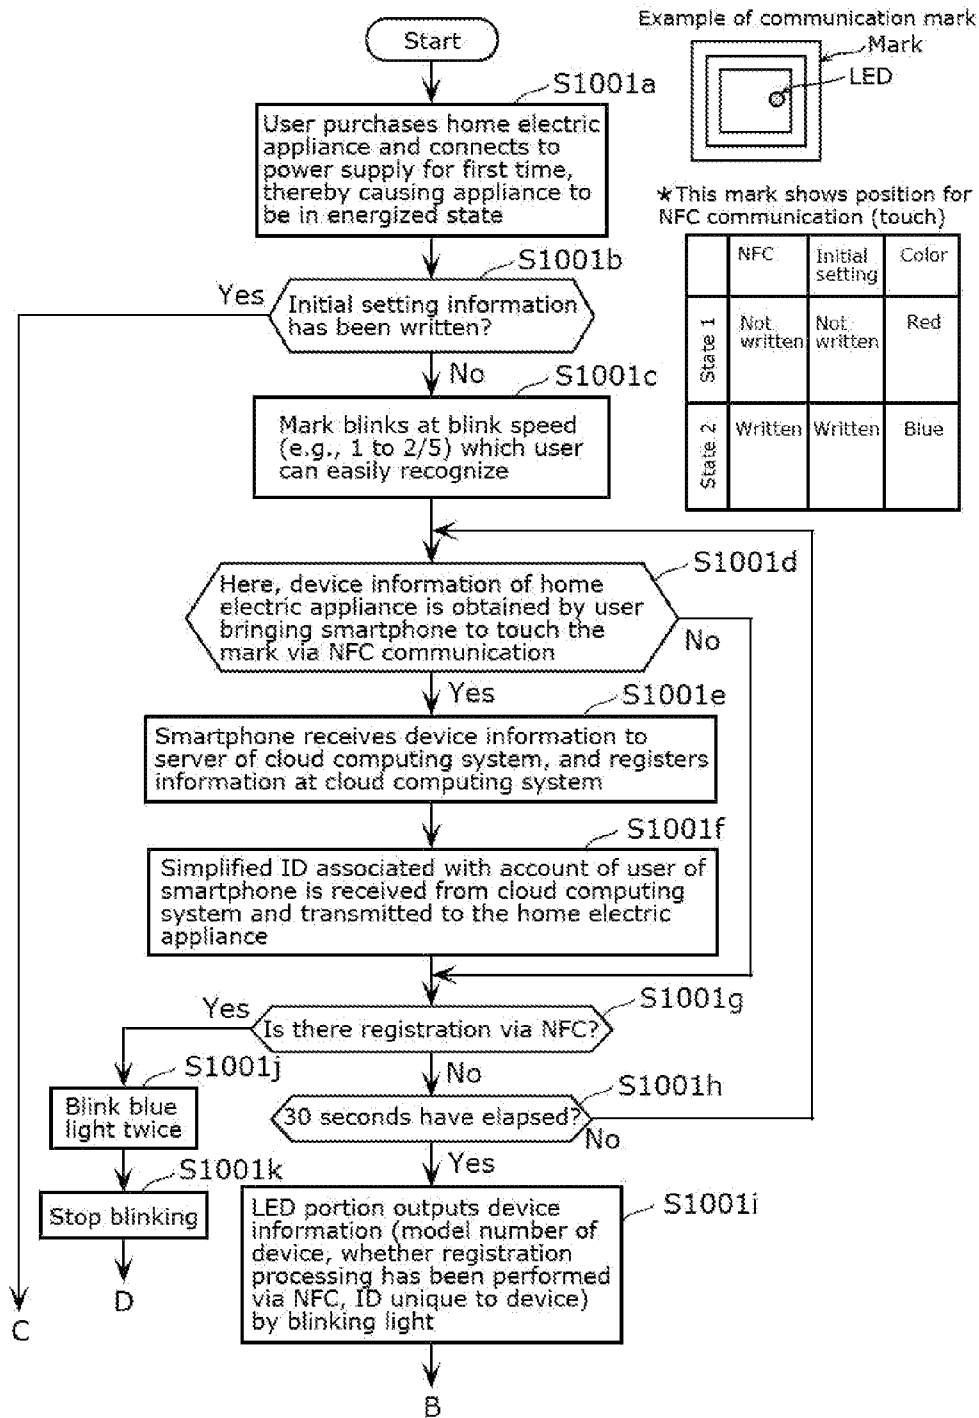 Start
S1001a
User purchases home electric
appliance and connects to
power supply for first time,
thereby causing appliance to
be in energized state
S1001b
Yes
Initial setting information
has been written?
No
S1001c
Mark blinks at blink speed
(e.g., 1 to 2/5) which user
can easily recognize
S1001d
Here, device information of home
electric appliance is obtained by user
bringing smartphone to touch the
mark via NFC communication
No
Yes
S1001e
Smartphone receives device information to
server of cloud computing system, and registers
information at cloud computing system
S1001f
Simplified ID associated with account of user of
smartphone is received from cloud computing
system and transmitted to the home electric
appliance
S1001g
Yes
Is there registration via NFC?
No
S1001j
Blink blue
light twice
S1001h
30 seconds have elapsed?
No
Yes
S1001k
Stop blinking
S1001i
LED portion outputs device
information (model number of
device, whether registration
processing has been performed
via NFC, ID unique to device)
by blinking light
C
D
B
Example of communication mark
Mark
LED
*This mark shows position for
NFC communication (touch)
NFC
Initial
setting
Color
State 1
Not
written
Not
written
Red
State 2
Written
Written
Blue